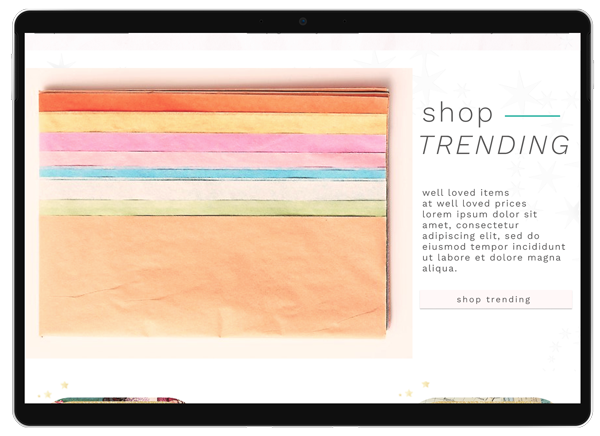 shop
TRENDING
well loved items
at well loved prices
lorem ipsum dolor sit
amet, consectetur
adipiscing elit, sed do
eiusmod tempor incididunt
ut labore et dolore magna
aliqua.
shop trending